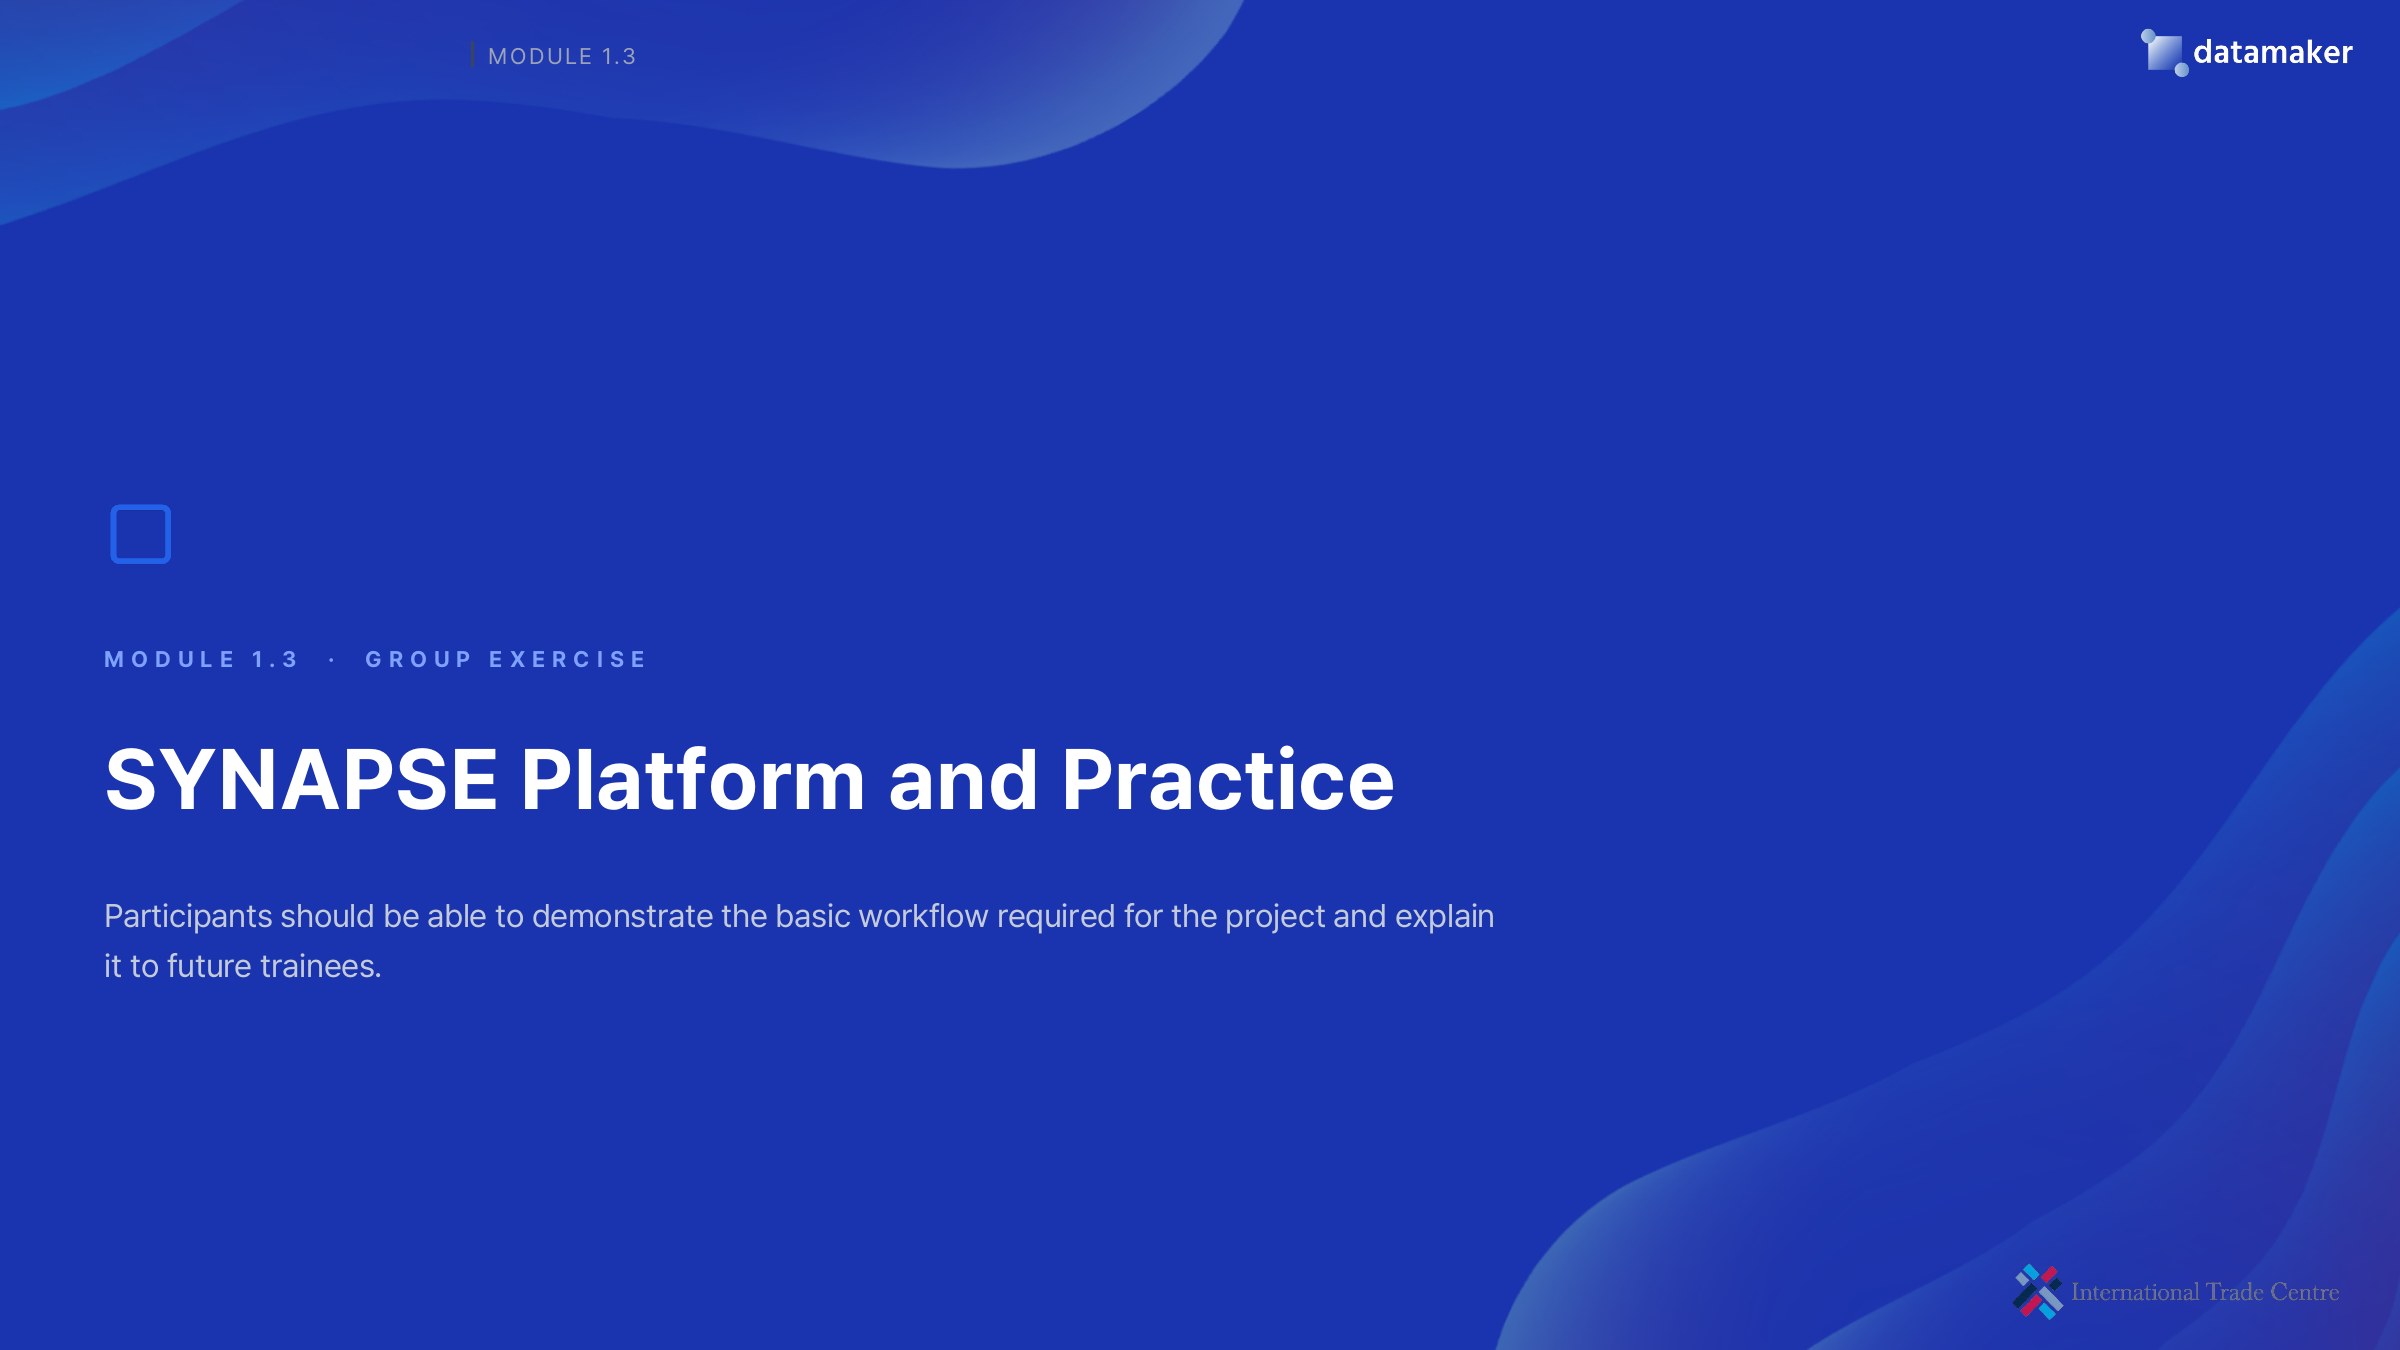 MODULE 1.3
datamaker
MODULE 1.3 · GROUP EXERCISE
SYNAPSE Platform and Practice
Participants should be able to demonstrate the basic workflow required for the project and explain
it to future trainees.
International Trade Centre